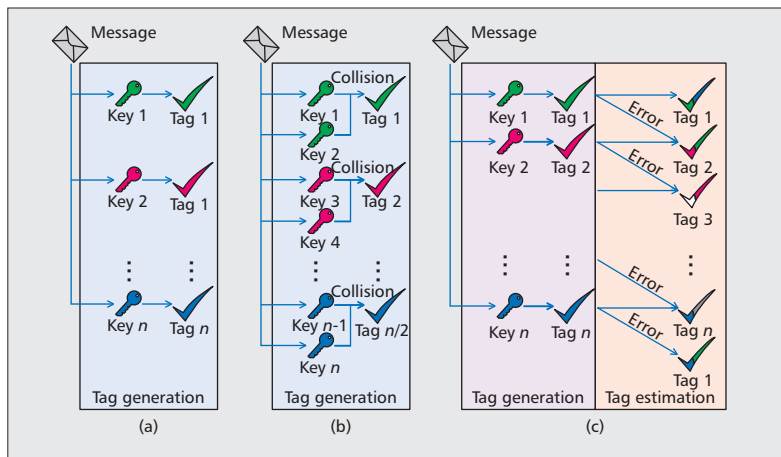 Message
Key 1
Tag 1
Key 2
Tag 1
Key n
Tag n
Tag generation
(a)
Message
Collision
Key 1
Tag 1
Key 2
Collision
Key 3
Tag 2
Key 4
Collision
Key n-1
Tag n/2
Key n
Tag generation
(b)
Message
Key 1
Tag 1
Error
Tag 1
Key 2
Tag 2
Error
Tag 2
Tag 3
Error
Key n
Tag n
Error
Tag n
Tag 1
Tag generation
Tag estimation
(c)